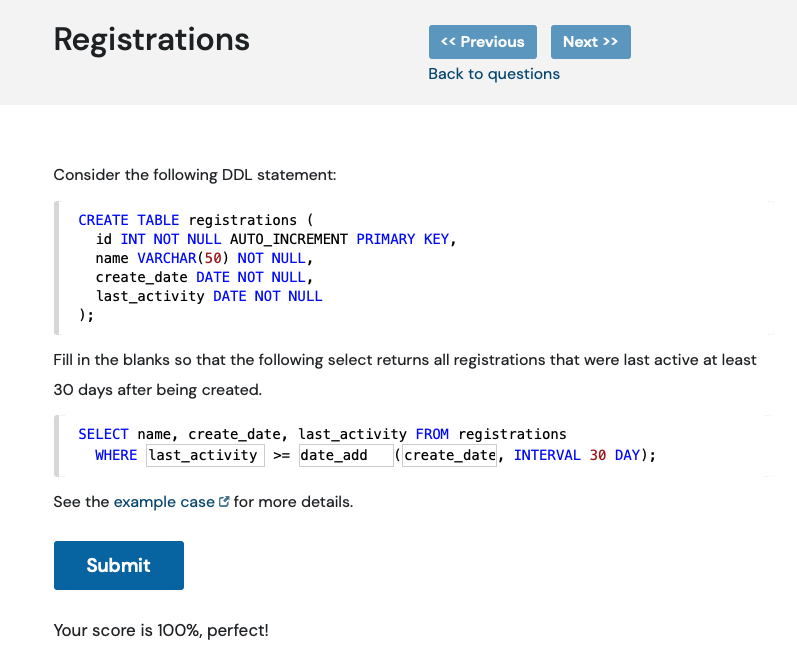 Registrations
<< Previous
Next >>
Back to questions
Consider the following DDL statement:
CREATE TABLE registrations (
  id INT NOT NULL AUTO_INCREMENT PRIMARY KEY,
  name VARCHAR(50) NOT NULL,
  create_date DATE NOT NULL,
  last_activity DATE NOT NULL
);
Fill in the blanks so that the following select returns all registrations that were last active at least
30 days after being created.
SELECT name, create_date, last_activity FROM registrations
  WHERE last_activity >= date_add (create_date, INTERVAL 30 DAY);
See the example case for more details.
Submit
Your score is 100%, perfect!